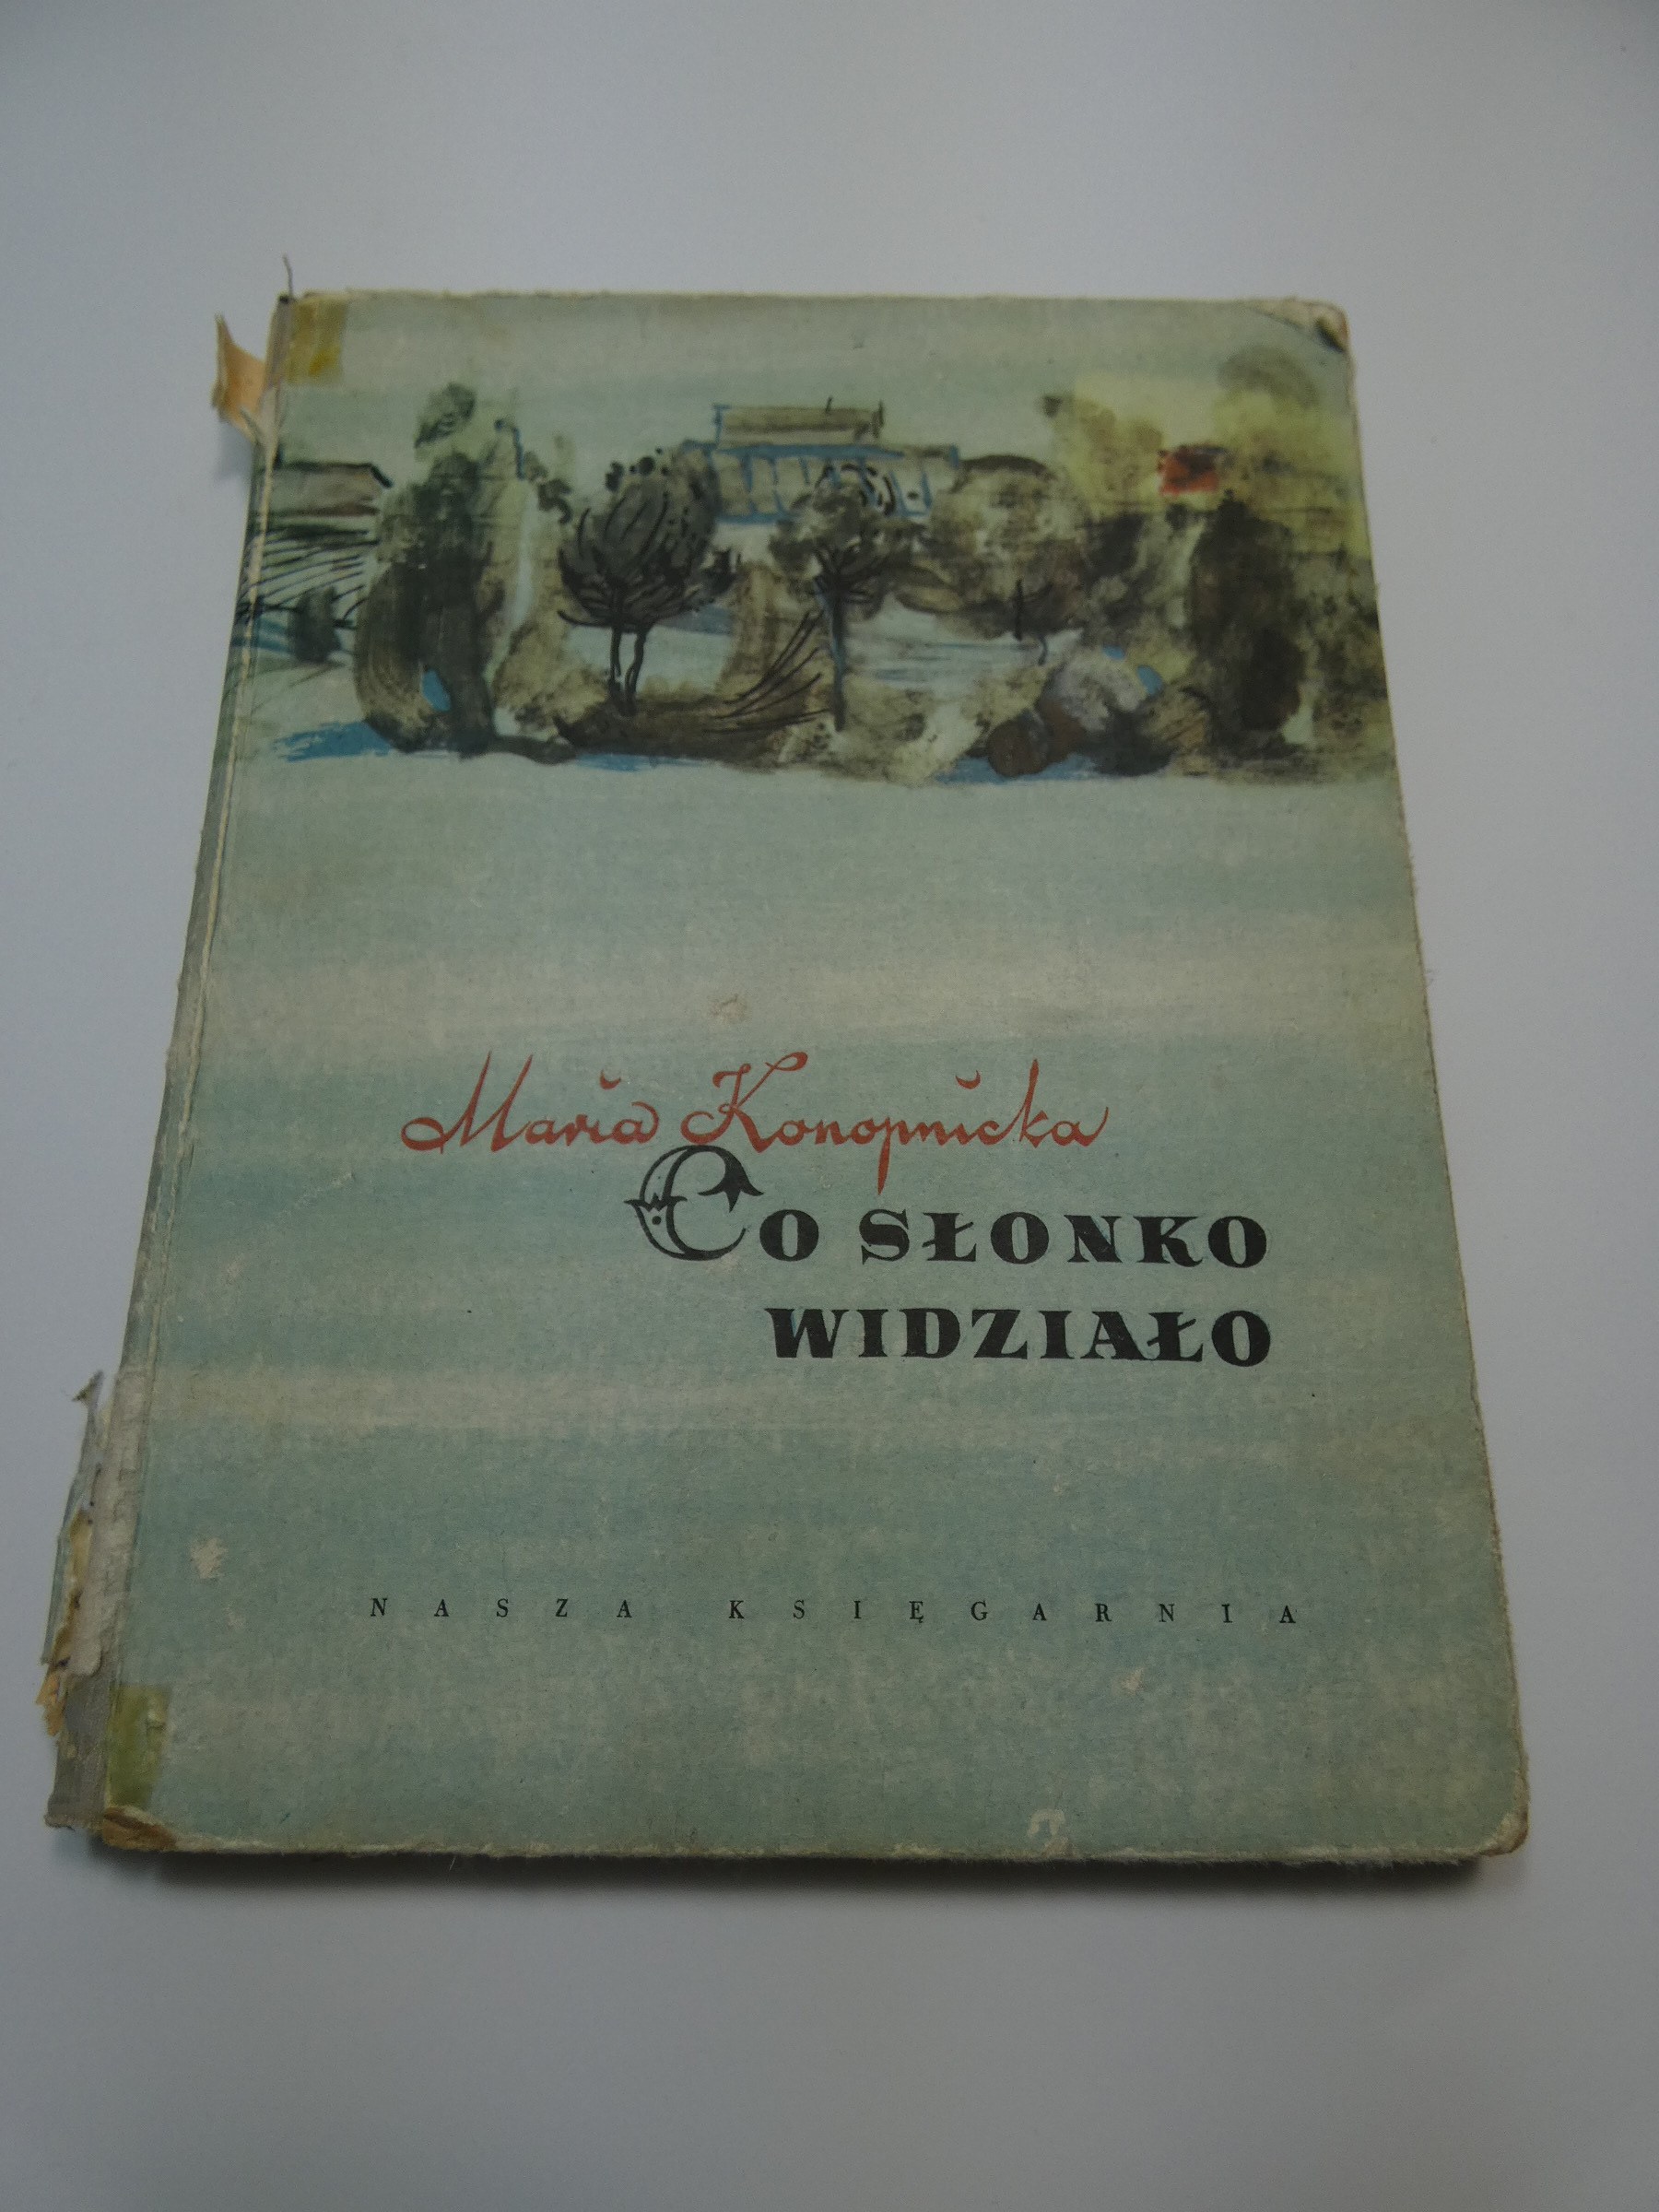 Maria Konopnicka
Co SŁONKO
WIDZIAŁO
NASZA KSIĘGARNIA